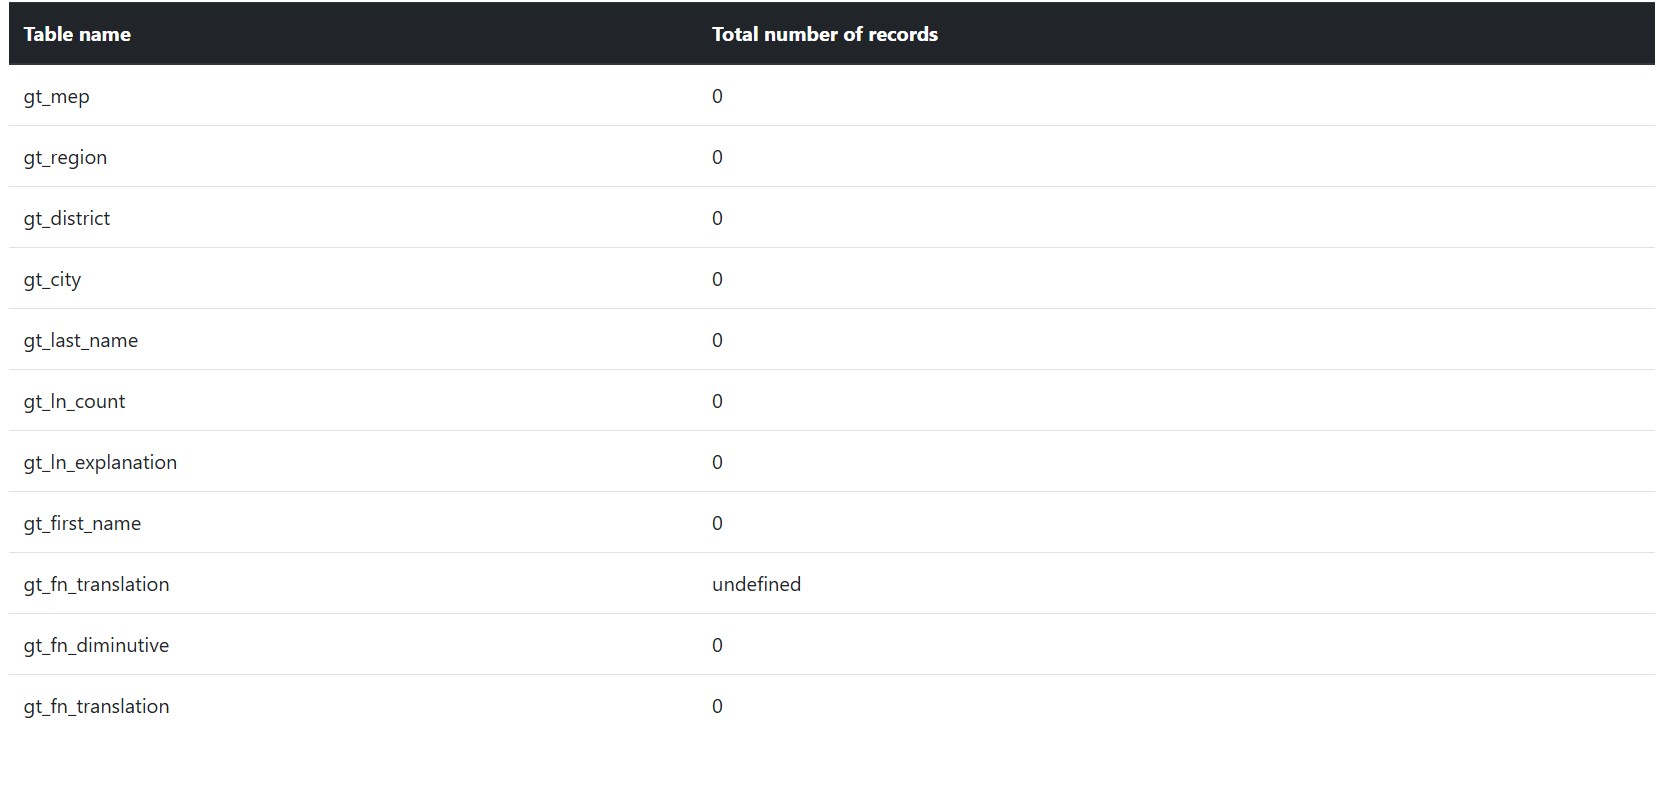 Table name Total number of records
gt_mep 0
gt_region 0
gt_district 0
gt_city 0
gt_last_name 0
gt_ln_count 0
gt_ln_explanation 0
gt_first_name 0
gt_fn_translation undefined
gt_fn_diminutive 0
gt_fn_translation 0